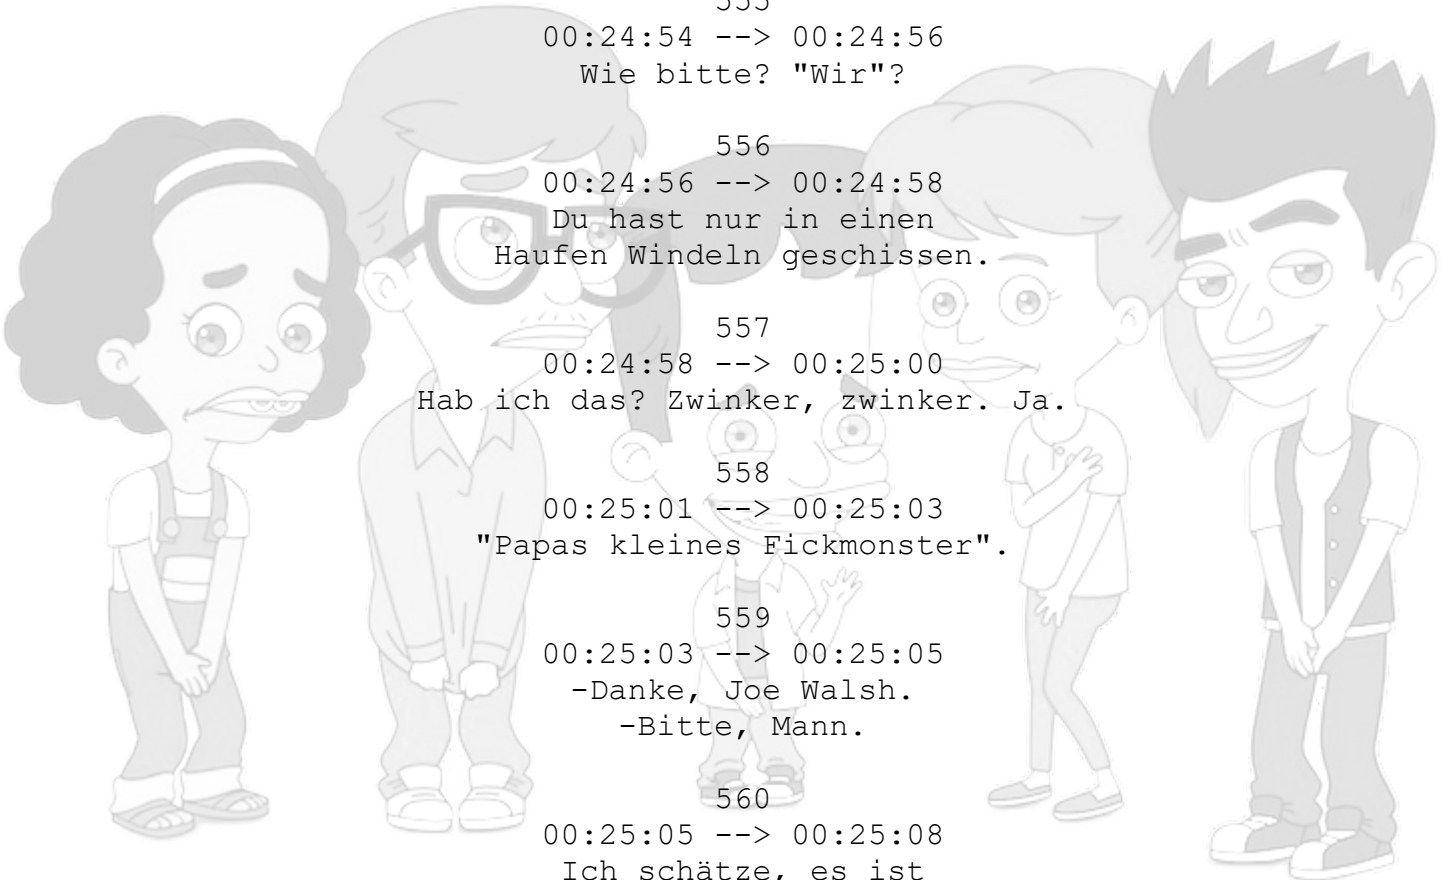 555
00:24:54 --> 00:24:56
Wie bitte? "Wir"?
556
00:24:56 --> 00:24:58
Du hast nur in einen
Haufen Windeln geschissen.
557
00:24:58 --> 00:25:00
Hab ich das? Zwinker, zwinker. Ja.
558
00:25:01 --> 00:25:03
"Papas kleines Fickmonster".
559
00:25:03 --> 00:25:05
-Danke, Joe Walsh.
-Bitte, Mann.
560
00:25:05 --> 00:25:08
Ich schätze, es ist